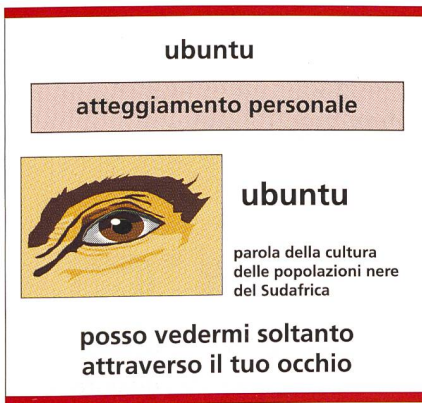 ubuntu
atteggiamento personale
ubuntu
parola della cultura
delle popolazioni nere
del Sudafrica
posso vedermi soltanto
attraverso il tuo occhio